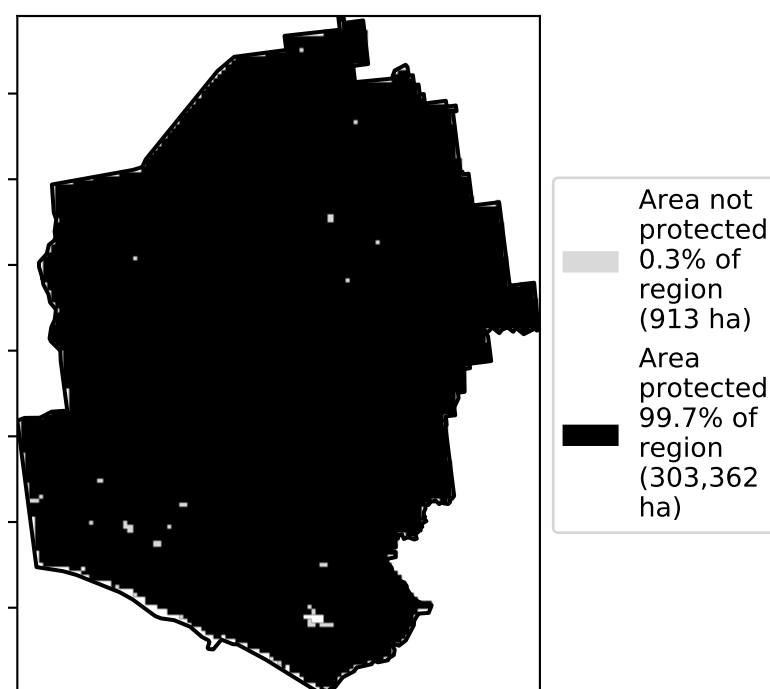 Area not
protected
0.3% of
region
(913 ha)
Area
protected
99.7% of
region
(303,362
ha)